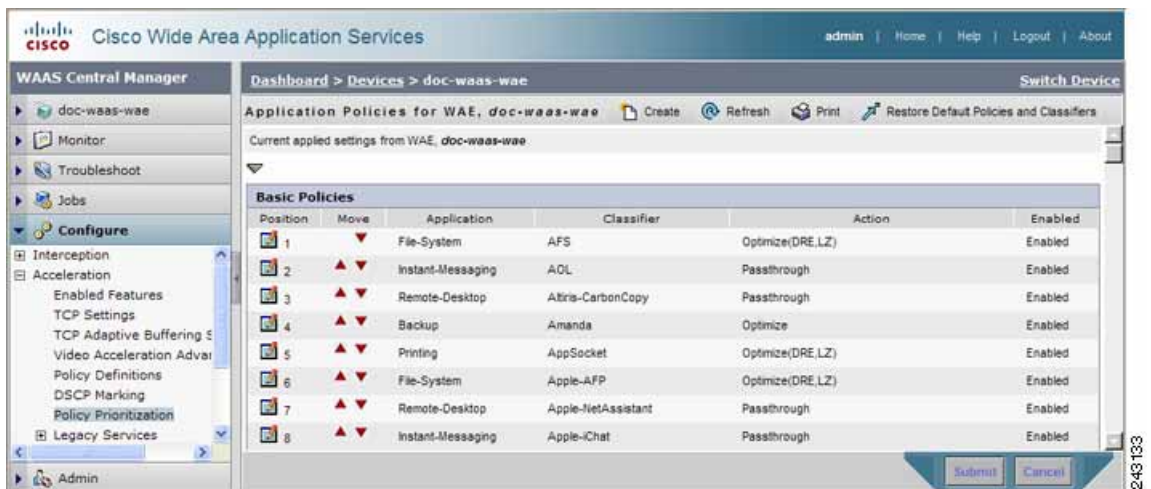 CISCO Cisco Wide Area Application Services admin | Home | Help | Logout | About
WAAS Central Manager
Dashboard > Devices > doc-waas-wae Switch Device
doc-waas-wae
Monitor
Troubleshoot
Jobs
Configure
Interception
Acceleration
Enabled Features
TCP Settings
TCP Adaptive Buffering S
Video Acceleration Advan
Policy Definitions
DSCP Marking
Policy Prioritization
Legacy Services
Admin
Application Policies for WAE, doc-waas-wae Create Refresh Print Restore Default Policies and Classifiers
Current applied settings from WAE, doc-waas-wae
Basic Policies
Position Move Application Classifier Action Enabled
1 File-System AFS Optimize(DRE,LZ) Enabled
2 Instant-Messaging AOL Passthrough Enabled
3 Remote-Desktop Altiris-CarbonCopy Passthrough Enabled
4 Backup Amanda Optimize Enabled
5 Printing AppSocket Optimize(DRE,LZ) Enabled
6 File-System Apple-AFP Optimize(DRE,LZ) Enabled
7 Remote-Desktop Apple-NetAssistant Passthrough Enabled
8 Instant-Messaging Apple-iChat Passthrough Enabled
Submit Cancel
243133